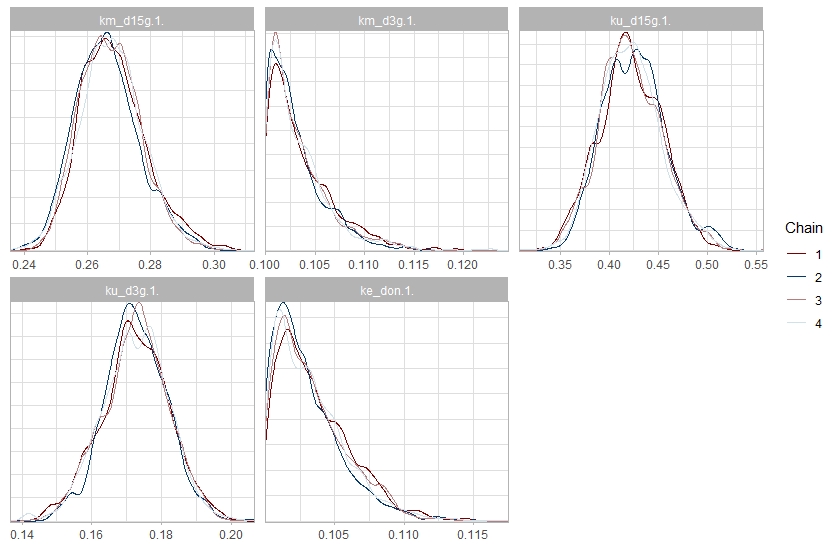 km_d15g.1.
km_d3g.1.
ku_d15g.1.
0.24 0.26 0.28 0.30
0.100 0.105 0.110 0.115 0.120
0.35 0.40 0.45 0.50 0.55
Chain
1
2
3
4
ku_d3g.1.
ke_don.1.
0.14 0.16 0.18 0.20
0.105 0.110 0.115